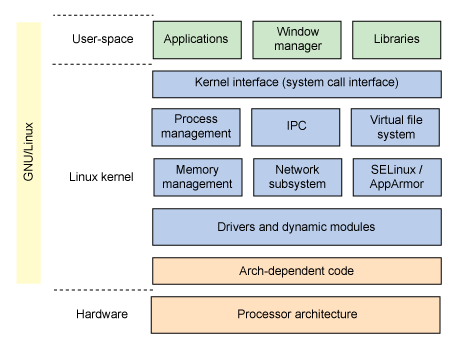 GNU/Linux
User-space
Applications
Window
manager
Libraries
Linux kernel
Kernel interface (system call interface)
Process
management
IPC
Virtual file
system
Memory
management
Network
subsystem
SELinux /
AppArmor
Drivers and dynamic modules
Arch-dependent code
Hardware
Processor architecture